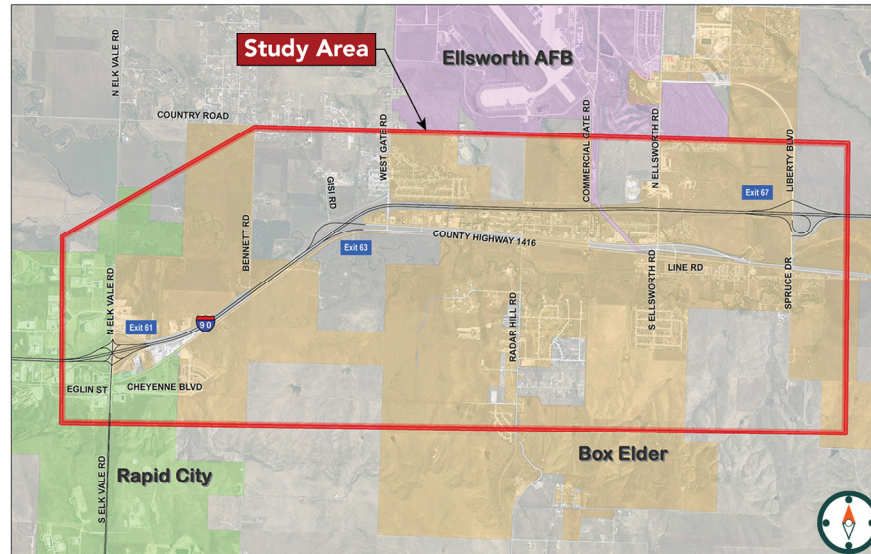 Study Area
Ellsworth AFB
N ELK VALE RD
COUNTRY ROAD
WEST GATE RD
COMMERCIAL GATE RD
N ELLSWORTH RD
LIBERTY BLVD
GISI RD
Exit 67
BENNETT RD
Exit 63
COUNTY HIGHWAY 1416
LINE RD
N ELK VALE RD
S ELLSWORTH RD
SPRUCE DR
Exit 61
90
RADAR HILL RD
EGLIN ST
CHEYENNE BLVD
S ELK VALE RD
Rapid City
Box Elder